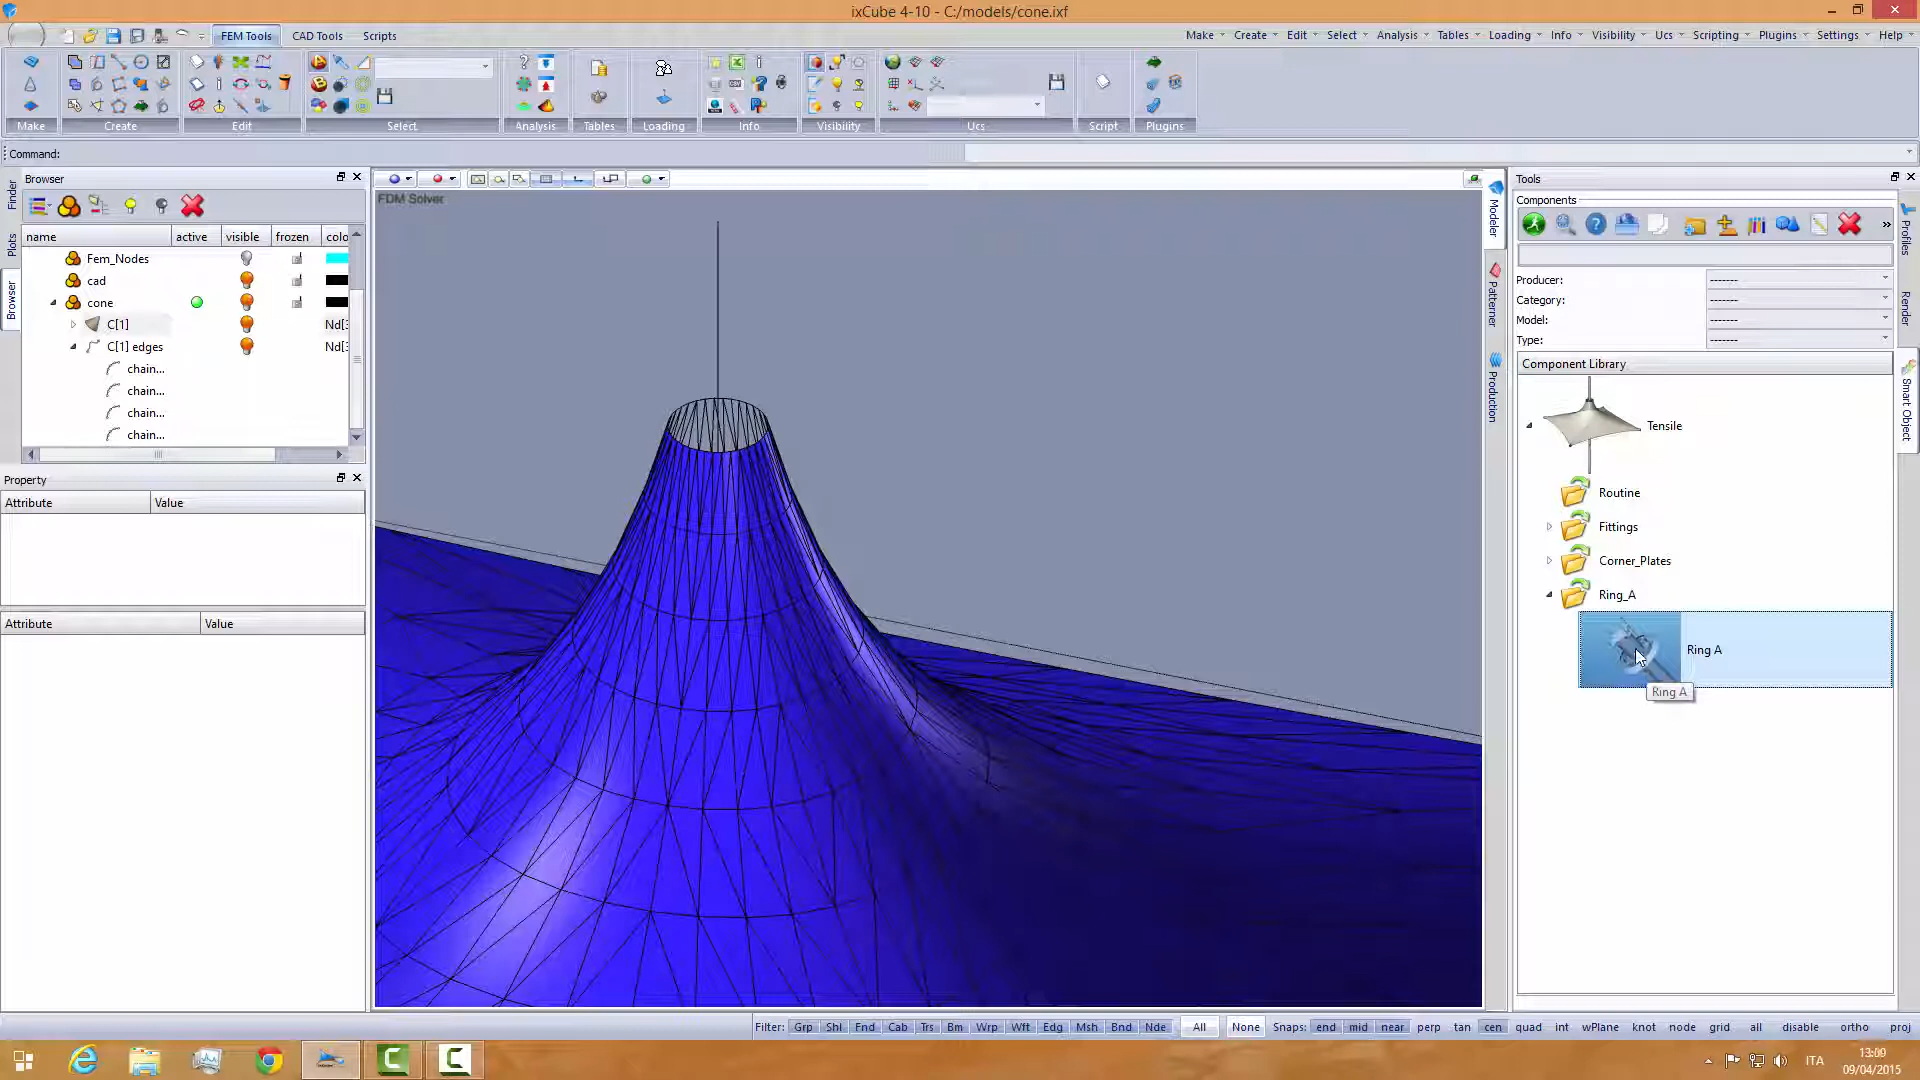 ixCube 4-10 - C:/models/cone.ixf
FEM Tools CAD Tools Scripts
Make Create Edit Select Analysis Tables Loading Info Visibility Ucs Scripting Plugins Settings Help
Make Create Edit Select Analysis Tables Loading Info Visibility Ucs Script Plugins
Command:
Finder
Plots
Browser
Browser
name active visible frozen colo
Fem_Nodes
cad
cone
C[1] Nd[3
C[1] edges Nd[3
chain...
chain...
chain...
chain...
Property
Attribute Value
Attribute Value
FDM Solver
Modeler
Patterner
Production
Tools
Components
Producer: -------
Category: -------
Model: -------
Type: -------
Component Library
Tensile
Routine
Fittings
Corner_Plates
Ring_A
Ring A
Ring A
Profiles
Render
Smart Object
Filter: Grp Shl Fnd Cab Trs Bm Wrp Wft Edg Msh Bnd Nde All None Snaps: end mid near perp tan cen quad int wPlane knot node grid all disable ortho proj
ITA
13:09
09/04/2015